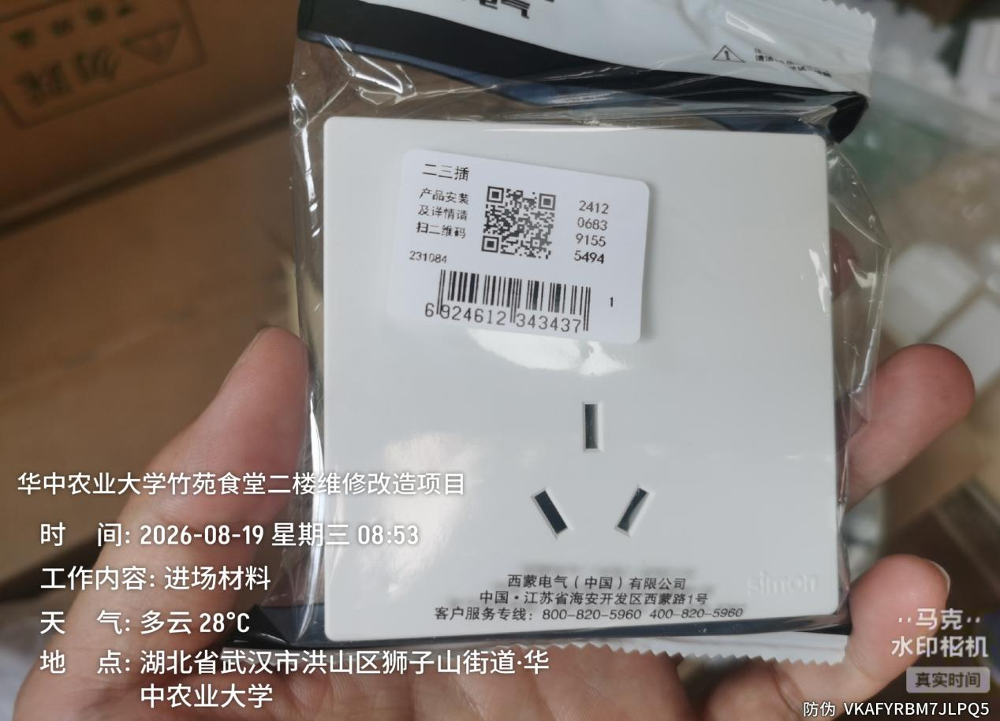 电气
勿踩
二三插
产品安装
及详情请
扫二维码
2412
0683
9155
5494
231084
1
6 924612 343437
西蒙电气（中国）有限公司
中国·江苏省海安开发区西蒙路1号
客户服务专线：800-820-5960 400-820-5960
simon
华中农业大学竹苑食堂二楼维修改造项目
时 间: 2026-08-19 星期三 08:53
工作内容: 进场材料
天 气: 多云 28°C
地 点: 湖北省武汉市洪山区狮子山街道·华
中农业大学
马克
水印相机
真实时间
防伪 VKAFYRBM7JLPQ5